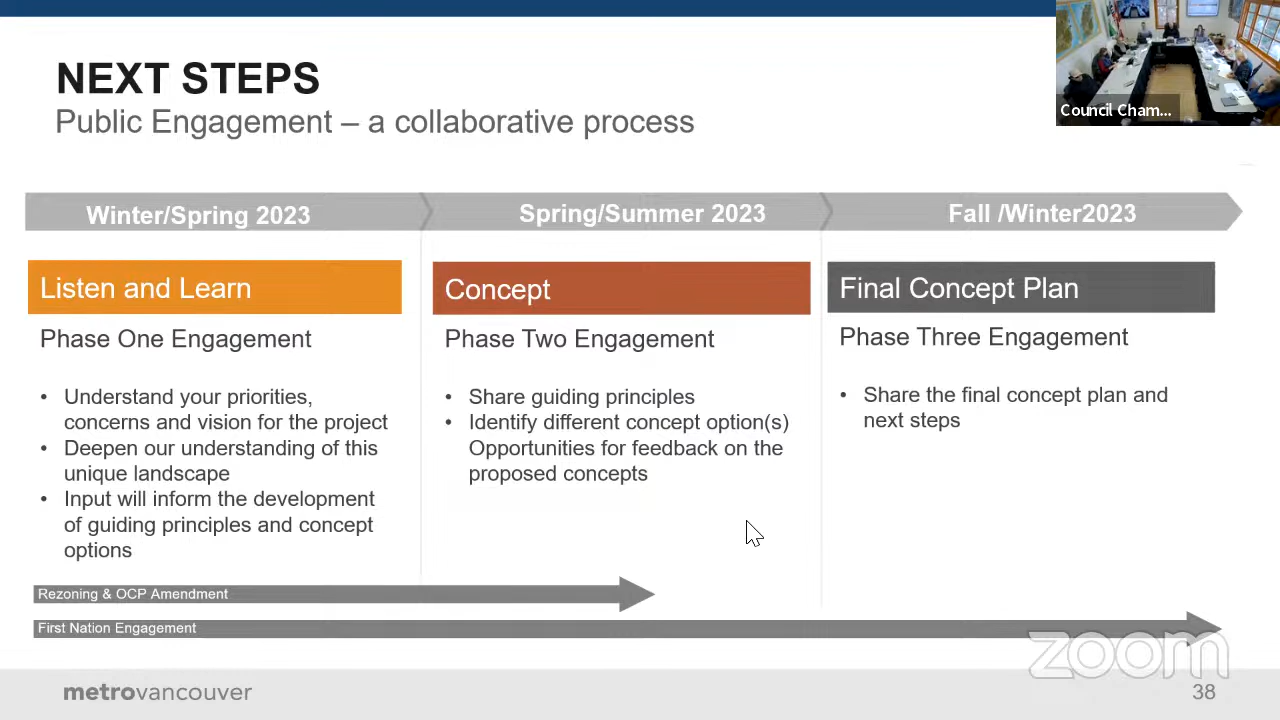 NEXT STEPS
Public Engagement – a collaborative process
Council Cham...
Winter/Spring 2023
Spring/Summer 2023
Fall /Winter2023
Listen and Learn
Phase One Engagement
• Understand your priorities,
concerns and vision for the project
• Deepen our understanding of this
unique landscape
• Input will inform the development
of guiding principles and concept
options
Concept
Phase Two Engagement
• Share guiding principles
• Identify different concept option(s)
Opportunities for feedback on the
proposed concepts
Final Concept Plan
Phase Three Engagement
• Share the final concept plan and
next steps
Rezoning & OCP Amendment
First Nation Engagement
zoom
metrovancouver
38